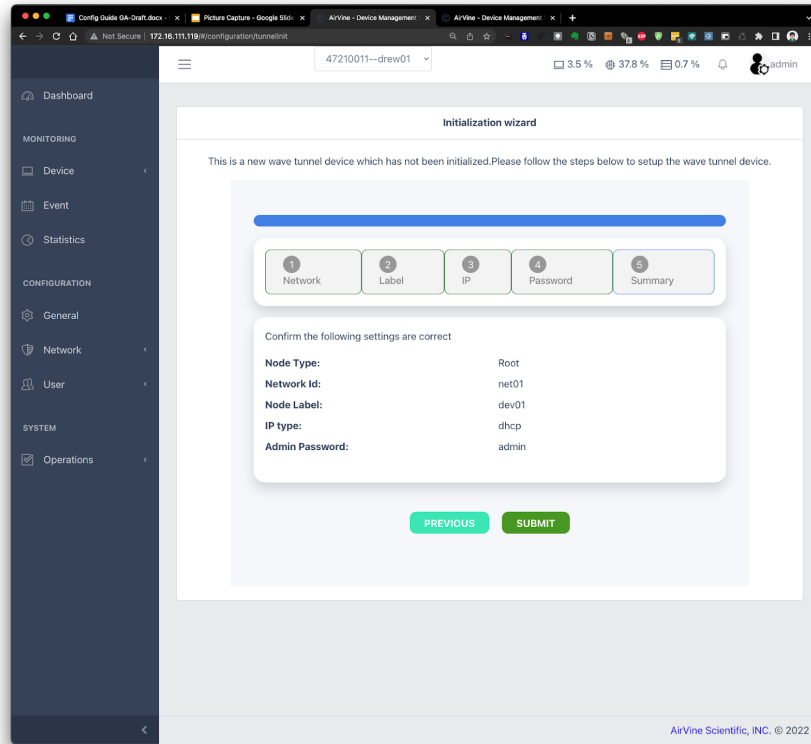 Config Guide GA-Draft.docx -
Picture Capture - Google Slide
AirVine - Device Management
AirVine - Device Management
Not Secure | 172.16.111.119/#/configuration/tunnelInit
47210011--drew01
3.5 %
37.8 %
0.7 %
admin
Dashboard
MONITORING
Device
Event
Statistics
CONFIGURATION
General
Network
User
SYSTEM
Operations
Initialization wizard
This is a new wave tunnel device which has not been initialized.Please follow the steps below to setup the wave tunnel device.
1 Network
2 Label
3 IP
4 Password
5 Summary
Confirm the following settings are correct
Node Type: Root
Network Id: net01
Node Label: dev01
IP type: dhcp
Admin Password: admin
PREVIOUS
SUBMIT
AirVine Scientific, INC. © 2022